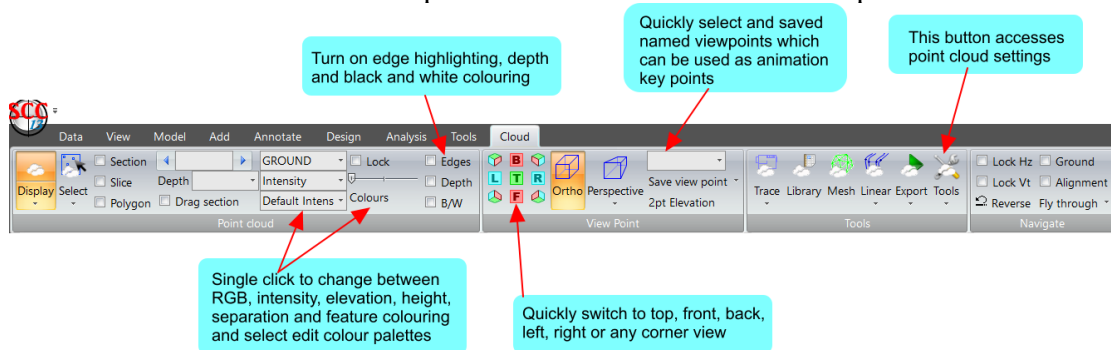 Quickly select and saved
named viewpoints which
can be used as animation
key points
This button accesses
point cloud settings
Turn on edge highlighting, depth
and black and white colouring
SCC
Data View Model Add Annotate Design Analysis Tools Cloud
Section GROUND Lock Edges B Lock Hz Ground
Display Select Slice Depth Intensity Depth L T R Ortho Perspective Save view point Trace Library Mesh Linear Export Tools Lock Vt Alignment
Polygon Drag section Default Intens Colours B/W F 2pt Elevation Reverse Fly through
Point cloud View Point Tools Navigate
Single click to change between
RGB, intensity, elevation, height,
separation and feature colouring
and select edit colour palettes
Quickly switch to top, front, back,
left, right or any corner view